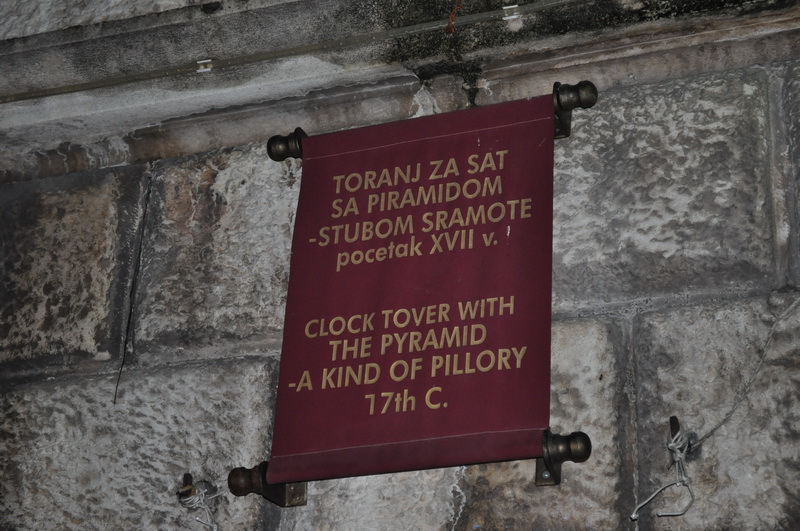 TORANJ ZA SAT
SA PIRAMIDOM
-STUBOM SRAMOTE
pocetak XVII v.
CLOCK TOVER WITH
THE PYRAMID
-A KIND OF PILLORY
17th C.